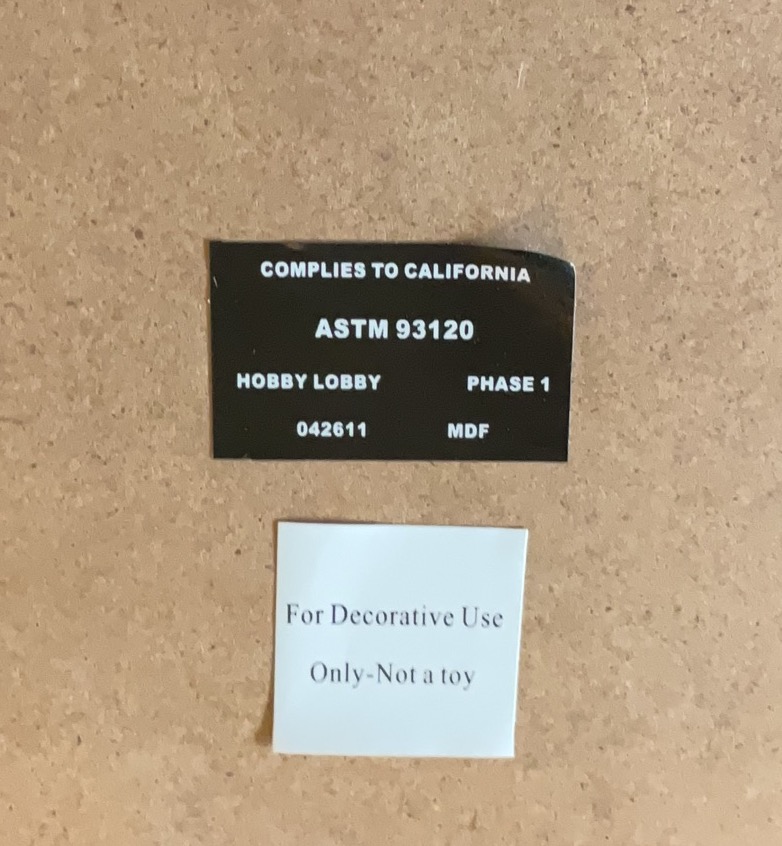 COMPLIES TO CALIFORNIA
ASTM 93120
HOBBY LOBBY PHASE 1
042611 MDF
For Decorative Use
Only-Not a toy